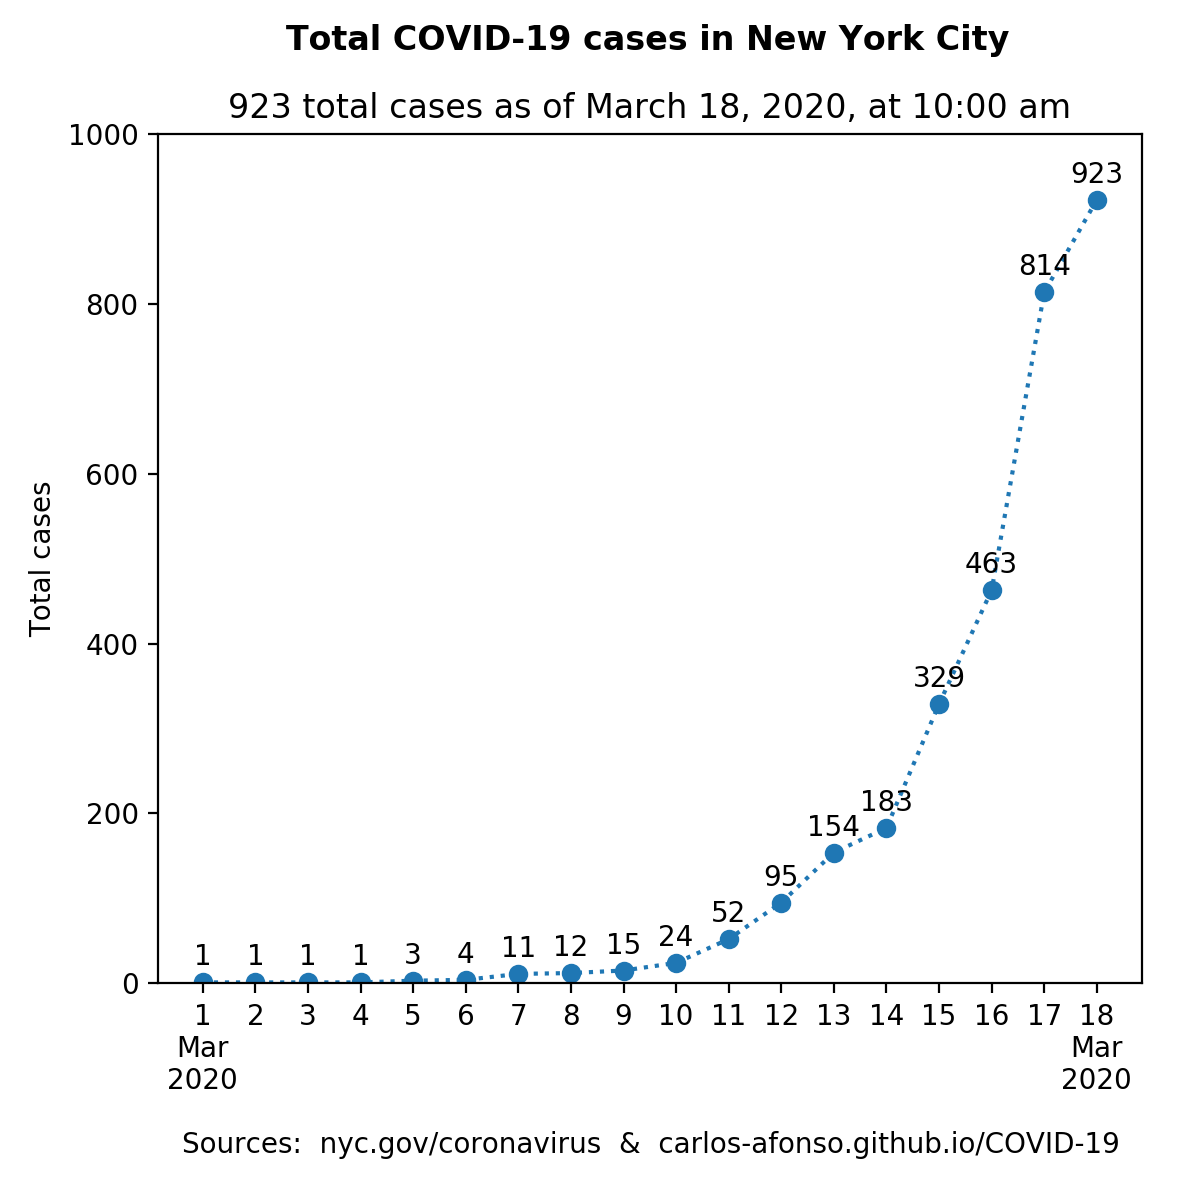 Total COVID-19 cases in New York City
923 total cases as of March 18, 2020, at 10:00 am
1000
800
600
400
200
0
Total cases
1 1 1 1 3 4 11 12 15 24 52 95 154 183 329 463 814 923
1 2 3 4 5 6 7 8 9 10 11 12 13 14 15 16 17 18
Mar Mar
2020 2020
Sources: nyc.gov/coronavirus & carlos-afonso.github.io/COVID-19